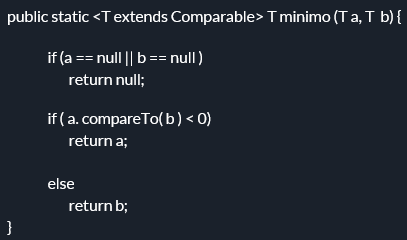 public static <T extends Comparable> T minimo (T a, T b) {
if (a == null || b == null )
return null;
if ( a. compareTo( b ) < 0)
return a;
else
return b;
}